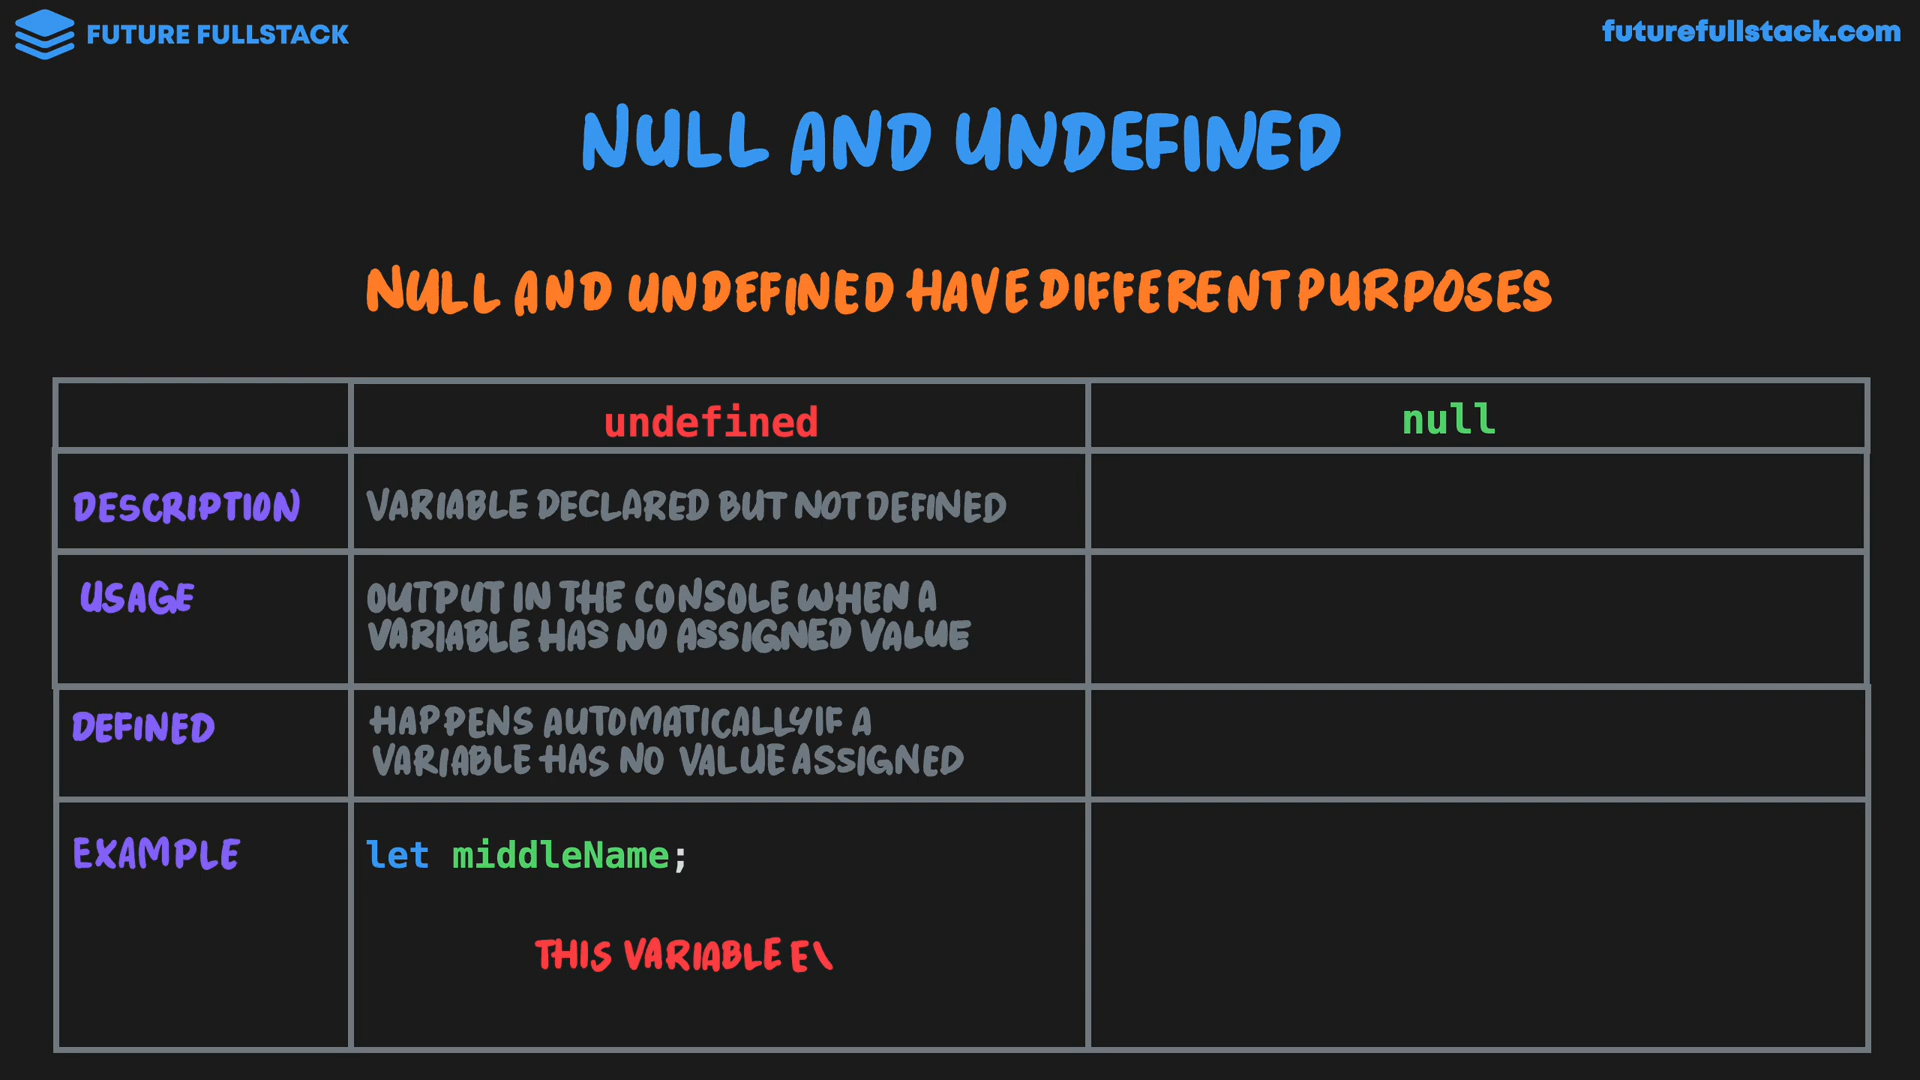 FUTURE FULLSTACK
futurefullstack.com
NULL AND UNDEFINED
NULL AND UNDEFINED HAVE DIFFERENT PURPOSES
undefined
null
DESCRIPTION
VARIABLE DECLARED BUT NOT DEFINED
USAGE
OUTPUT IN THE CONSOLE WHEN A
VARIABLE HAS NO ASSIGNED VALUE
DEFINED
HAPPENS AUTOMATICALLY IF A
VARIABLE HAS NO VALUE ASSIGNED
EXAMPLE
let middleName;
THIS VARIABLE